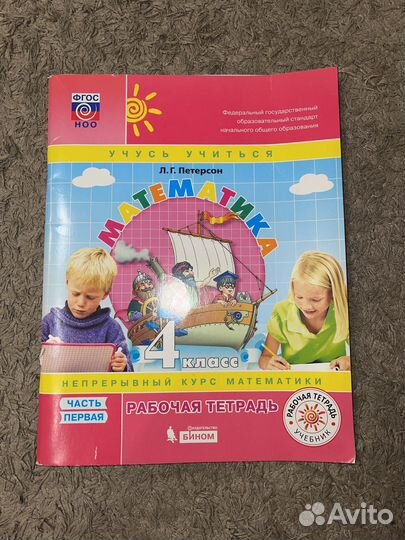 ФГОС
НОО
Федеральный государственный
образовательный стандарт
начального общего образования
УЧУСЬ УЧИТЬСЯ
Л. Г. Петерсон
МАТЕМАТИКА
4 класс
НЕПРЕРЫВНЫЙ КУРС МАТЕМАТИКИ
ЧАСТЬ
ПЕРВАЯ
РАБОЧАЯ ТЕТРАДЬ
Издательство
БИНОМ
РАБОЧАЯ ТЕТРАДЬ
УЧЕБНИК
Avito